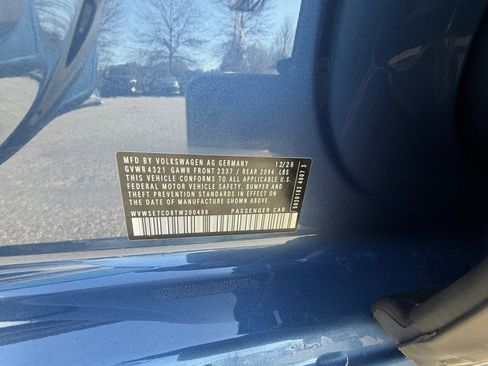 MFD BY VOLKSWAGEN AG GERMANY 12/25
GVWR 4321 GAWR FRONT 2337 / REAR 2094 LBS
THIS VEHICLE CONFORMS TO ALL APPLICABLE U.S.
FEDERAL MOTOR VEHICLE SAFETY, BUMPER AND
THEFT PREVENTION STANDARDS IN EFFECT ON
THE DATE OF MANUFACTURE SHOWN ABOVE.
WVWSE7CD8TW200496 PASSENGER CAR